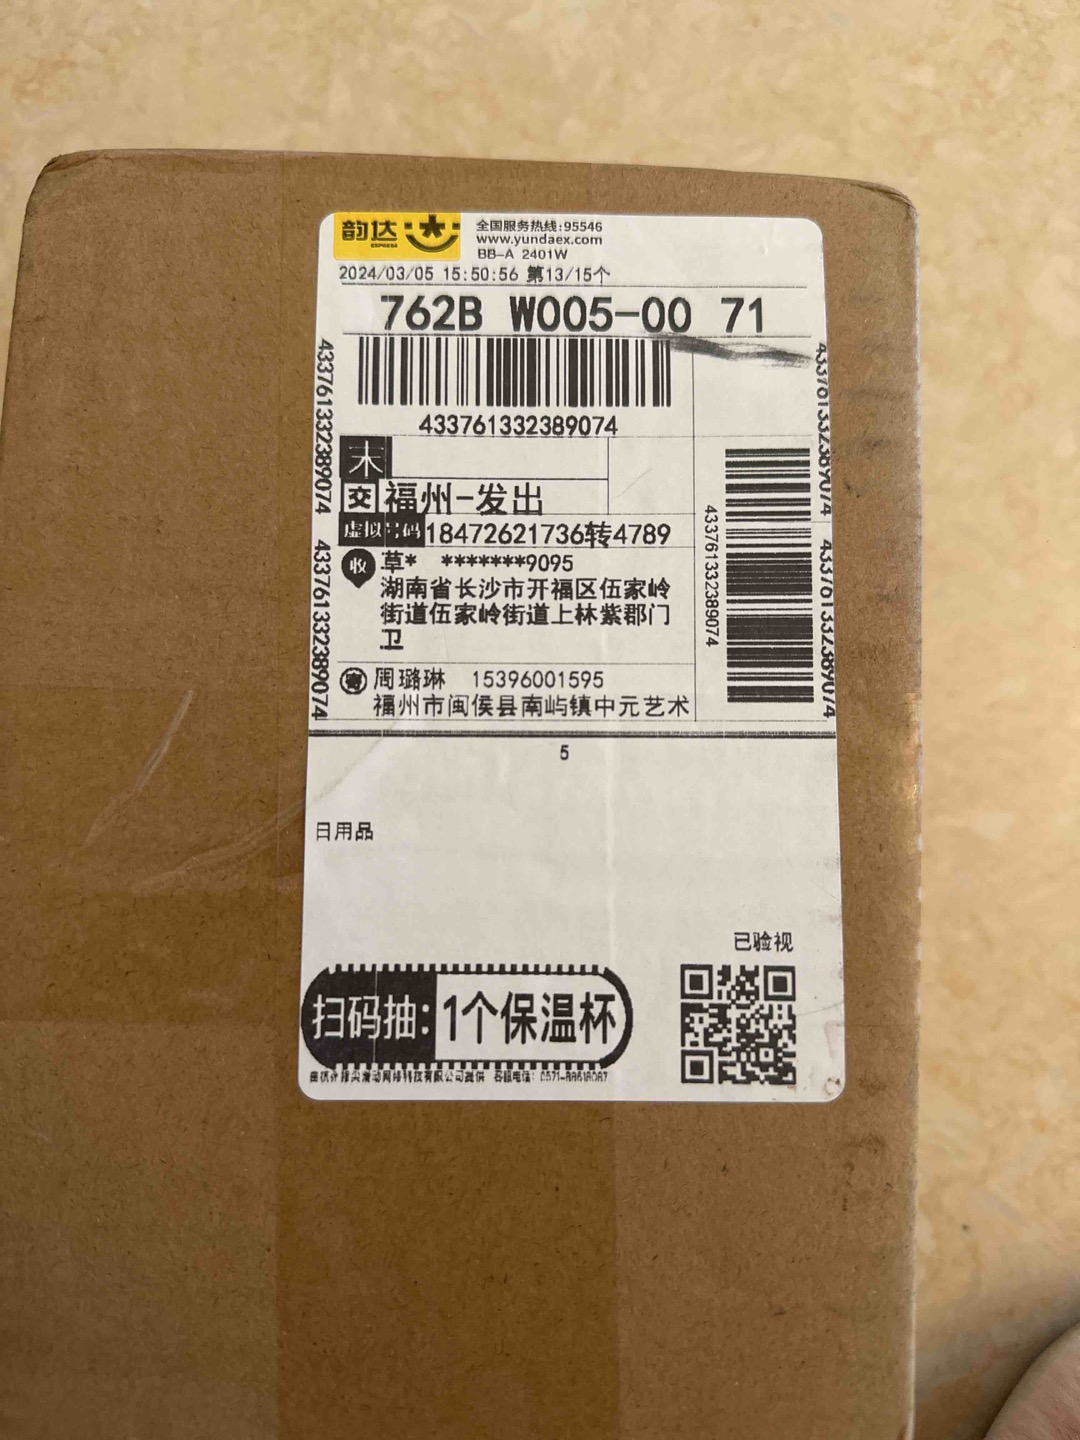 韵达
EXPRESS
全国服务热线:95546
www.yundaex.com
BB-A 2401W
2024/03/05 15:50:56 第13/15个
762B W005-00 71
433761332389074
末
交 福州-发出
虚拟号码 18472621736转4789
收 草* *******9095
湖南省长沙市开福区伍家岭
街道伍家岭街道上林紫郡门
卫
寄 周璐琳 15396001595
福州市闽侯县南屿镇中元艺术
433761332389074
433761332389074
433761332389074
433761332389074
433761332389074
5
日用品
已验视
扫码抽:1个保温杯